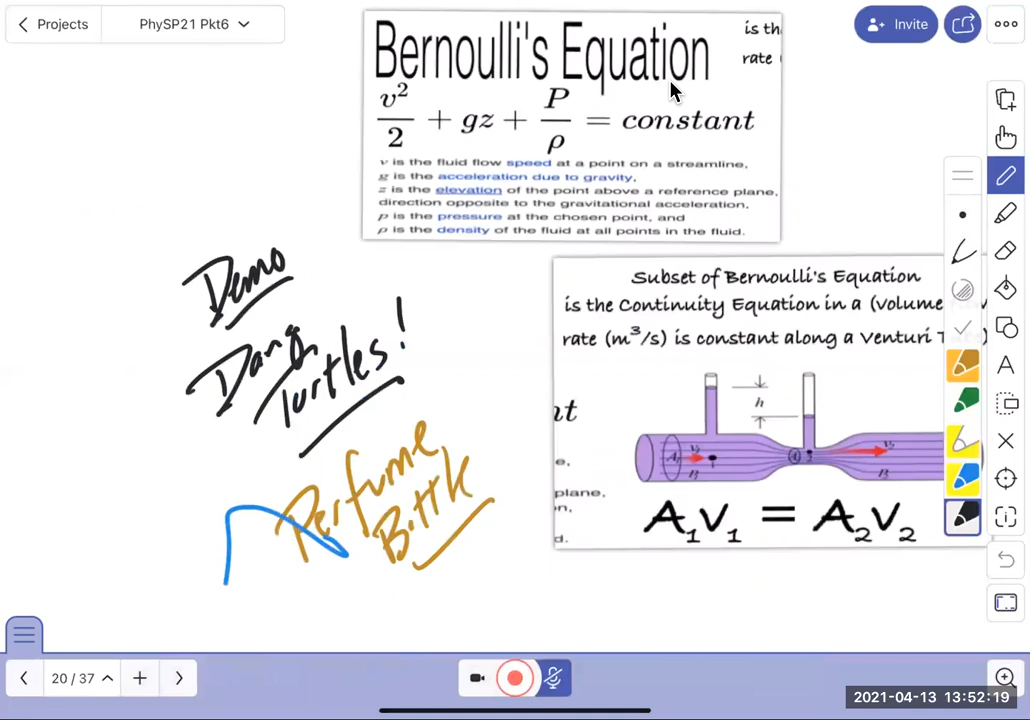 Projects
PhySP21 Pkt6
Invite
Bernoulli's Equation
is th
rate
v²/2 + gz + P/ρ = constant
v is the fluid flow speed at a point on a streamline,
g is the acceleration due to gravity,
z is the elevation of the point above a reference plane,
direction opposite to the gravitational acceleration,
p is the pressure at the chosen point, and
ρ is the density of the fluid at all points in the fluid.
Demo
Dang
Turtles!
Perfume
Subset of Bernoulli's Equation
is the Continuity Equation in a (volume
rate (m³/s) is constant along a Venturi T
nt
h
e,
plane,
n,
d.
A₁V₁ = A₂V₂
20 / 37
2021-04-13 13:52:19